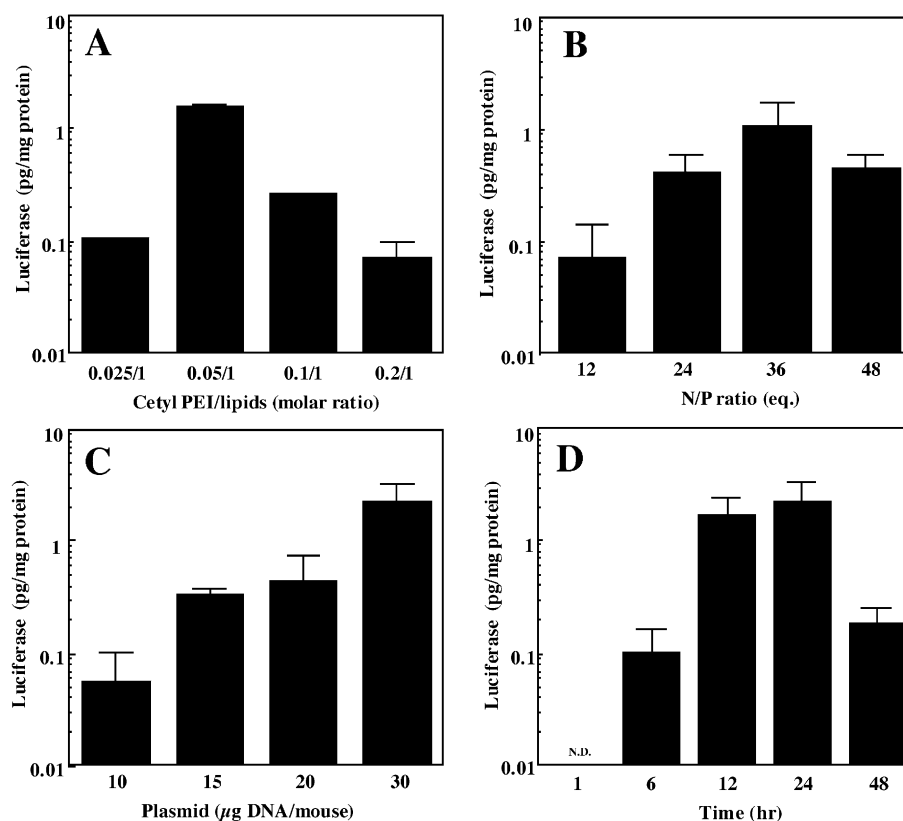 A
10
1
0.1
0.01
Luciferase (pg/mg protein)
0.025/1 0.05/1 0.1/1 0.2/1
Cetyl PEI/lipids (molar ratio)
B
10
1
0.1
0.01
Luciferase (pg/mg protein)
12 24 36 48
N/P ratio (eq.)
C
10
1
0.1
0.01
Luciferase (pg/mg protein)
10 15 20 30
Plasmid (µg DNA/mouse)
D
10
1
0.1
0.01
Luciferase (pg/mg protein)
N.D.
1 6 12 24 48
Time (hr)